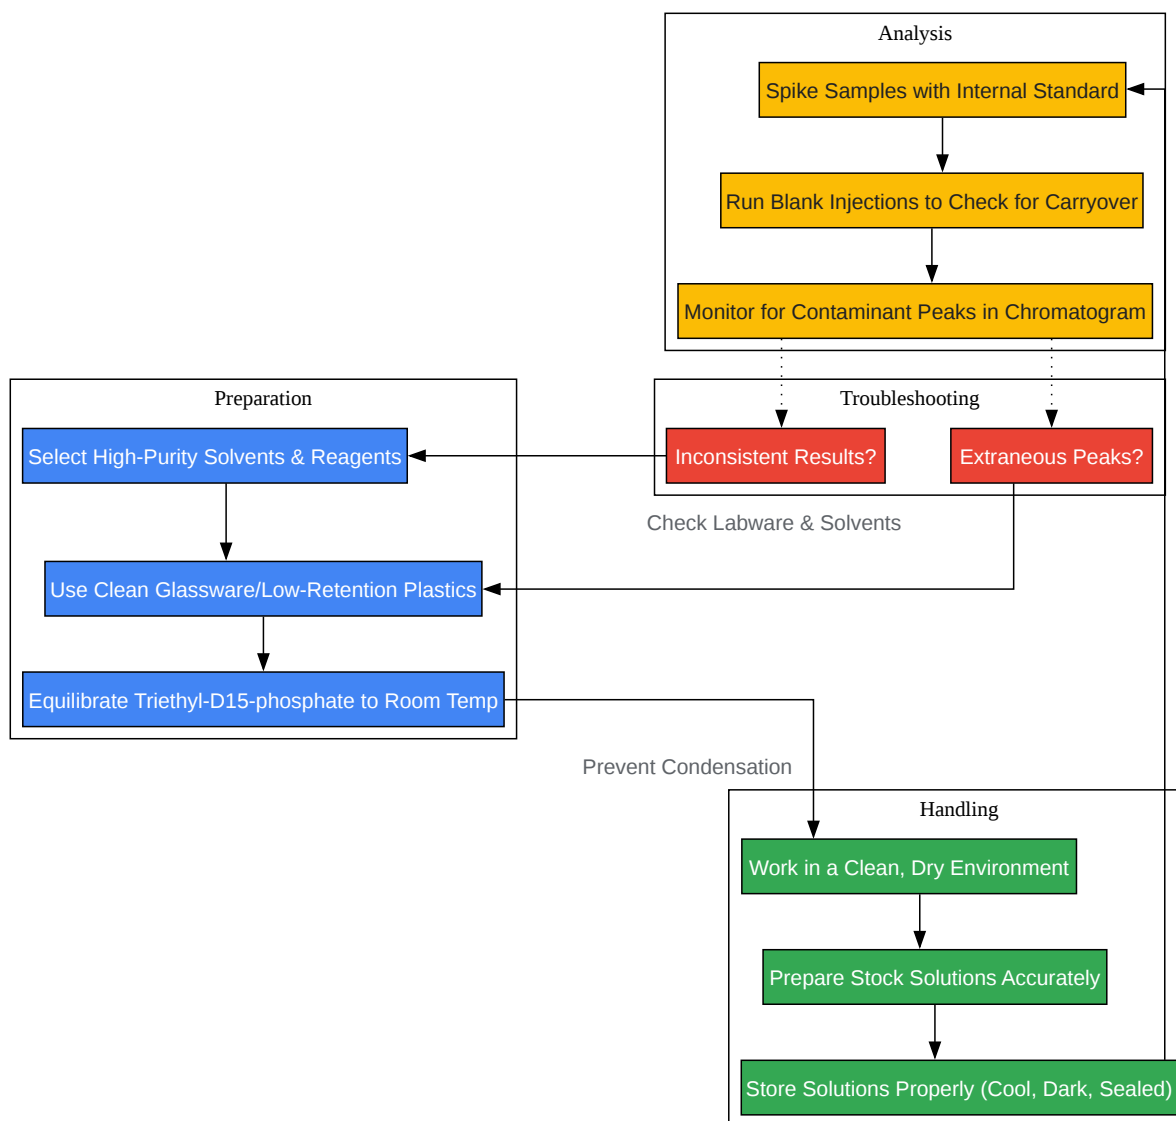 Analysis
Spike Samples with Internal Standard
Run Blank Injections to Check for Carryover
Monitor for Contaminant Peaks in Chromatogram
Preparation
Troubleshooting
Select High-Purity Solvents & Reagents
Inconsistent Results?
Extraneous Peaks?
Check Labware & Solvents
Use Clean Glassware/Low-Retention Plastics
Equilibrate Triethyl-D15-phosphate to Room Temp
Prevent Condensation
Handling
Work in a Clean, Dry Environment
Prepare Stock Solutions Accurately
Store Solutions Properly (Cool, Dark, Sealed)